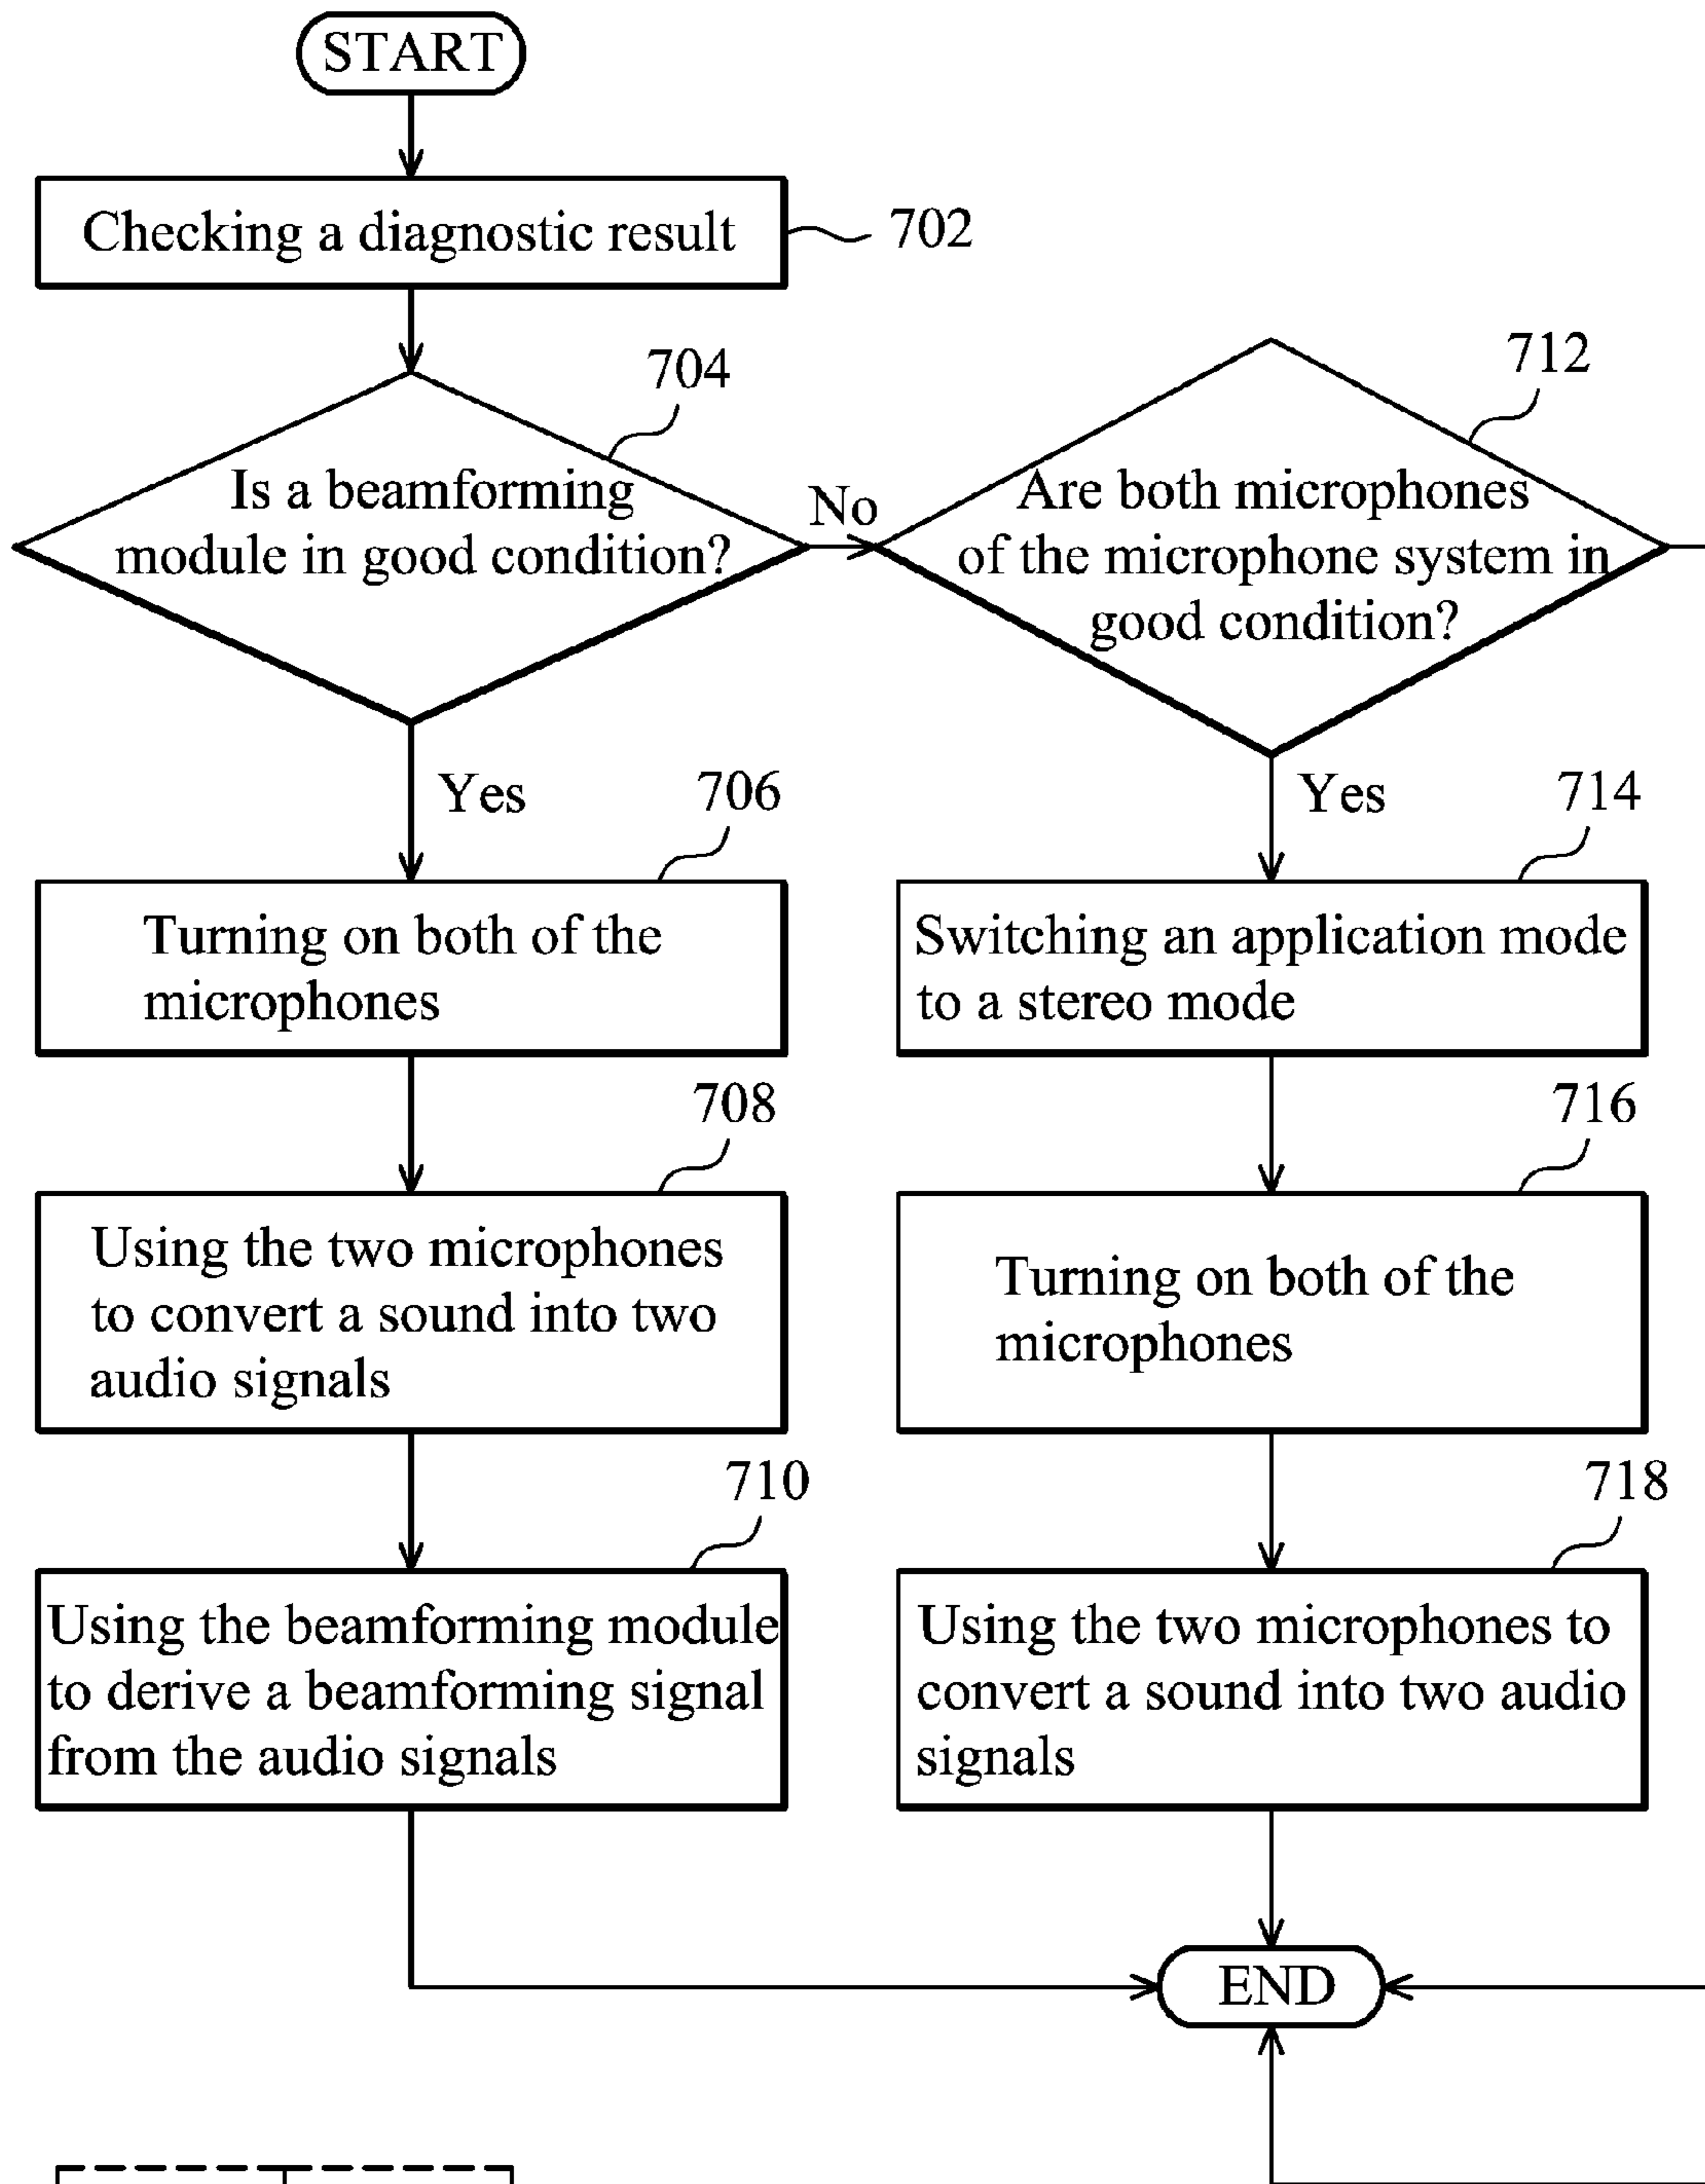 START
Checking a diagnostic result
702
704
Is a beamforming
module in good condition?
No
712
Are both microphones
of the microphone system in
good condition?
Yes
706
Turning on both of the
microphones
708
Using the two microphones
to convert a sound into two
audio signals
710
Using the beamforming module
to derive a beamforming signal
from the audio signals
Yes
714
Switching an application mode
to a stereo mode
716
Turning on both of the
microphones
718
Using the two microphones to
convert a sound into two audio
signals
END